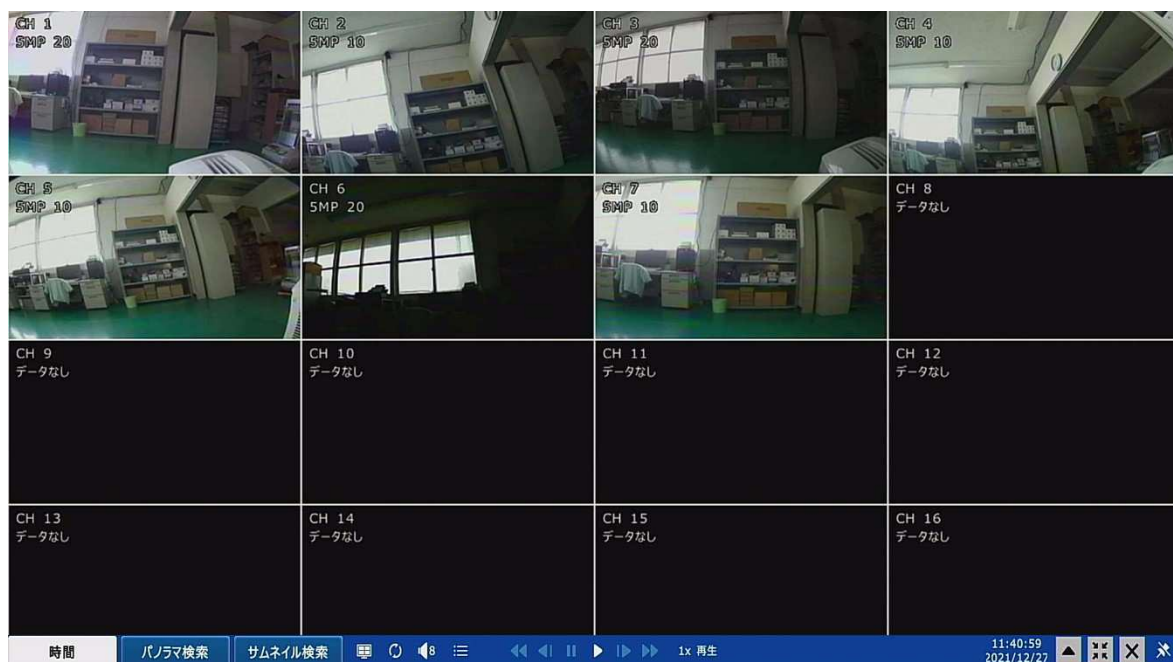 CH 1
5MP 20
CH 2
5MP 10
CH 3
5MP 20
CH 4
5MP 10
CH 5
5MP 10
CH 6
5MP 20
CH 7
5MP 10
CH 8
データなし
CH 9
データなし
CH 10
データなし
CH 11
データなし
CH 12
データなし
CH 13
データなし
CH 14
データなし
CH 15
データなし
CH 16
データなし
時間
パノラマ検索
サムネイル検索
8
1x 再生
11:40:59
2021/12/27